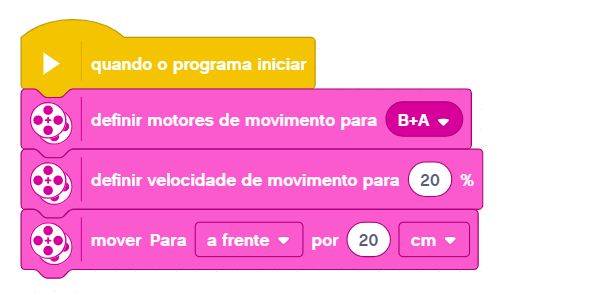 quando o programa iniciar
definir motores de movimento para B+A
definir velocidade de movimento para 20 %
mover Para a frente por 20 cm